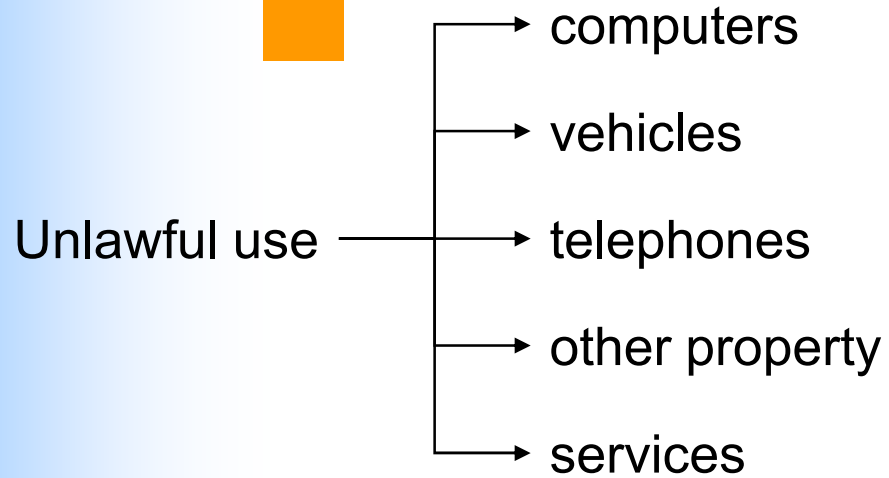 computers
vehicles
Unlawful use
telephones
other property
services